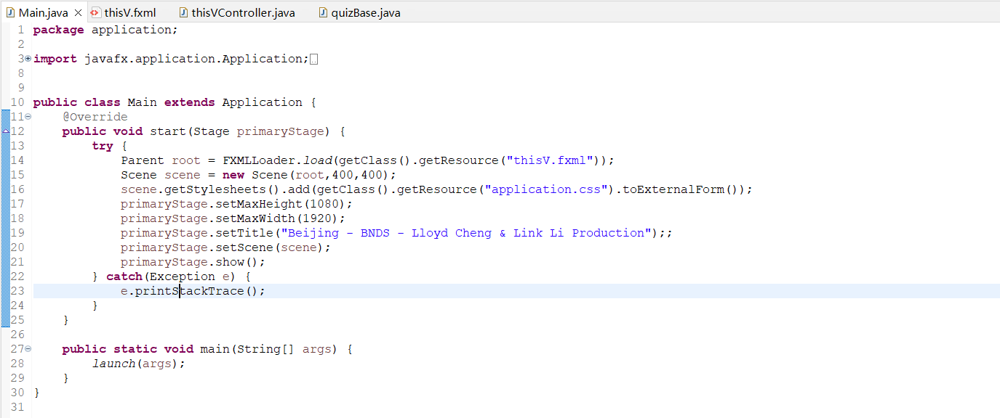 Main.java thisV.fxml thisVController.java quizBase.java
1 package application;
2
3 import javafx.application.Application;
8
9
10 public class Main extends Application {
11 @Override
12 public void start(Stage primaryStage) {
13 try {
14 Parent root = FXMLLoader.load(getClass().getResource("thisV.fxml"));
15 Scene scene = new Scene(root,400,400);
16 scene.getStylesheets().add(getClass().getResource("application.css").toExternalForm());
17 primaryStage.setMaxHeight(1080);
18 primaryStage.setMaxWidth(1920);
19 primaryStage.setTitle("Beijing - BNDS - Lloyd Cheng & Link Li Production");;
20 primaryStage.setScene(scene);
21 primaryStage.show();
22 } catch(Exception e) {
23 e.printStackTrace();
24 }
25 }
26
27 public static void main(String[] args) {
28 launch(args);
29 }
30 }
31